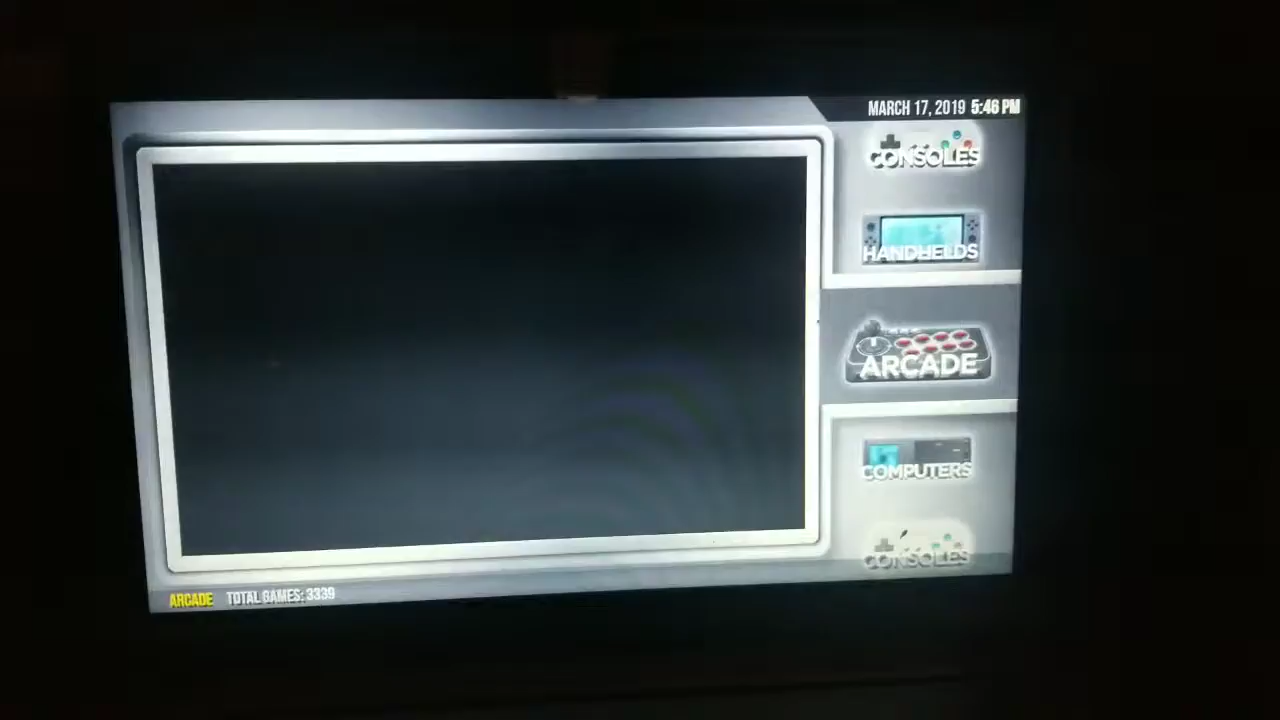 MARCH 17, 2019 5:46 PM
CONSOLES
HANDHELDS
ARCADE
COMPUTERS
CONSOLES
ARCADE TOTAL GAMES: 3339